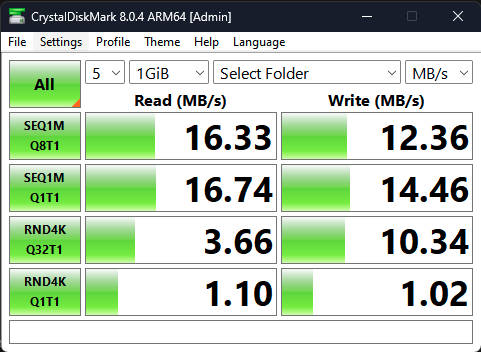 CrystalDiskMark 8.0.4 ARM64 [Admin]
File Settings Profile Theme Help Language
All 5 1GiB Select Folder MB/s
Read (MB/s) Write (MB/s)
SEQ1M
Q8T1 16.33 12.36
SEQ1M
Q1T1 16.74 14.46
RND4K
Q32T1 3.66 10.34
RND4K
Q1T1 1.10 1.02